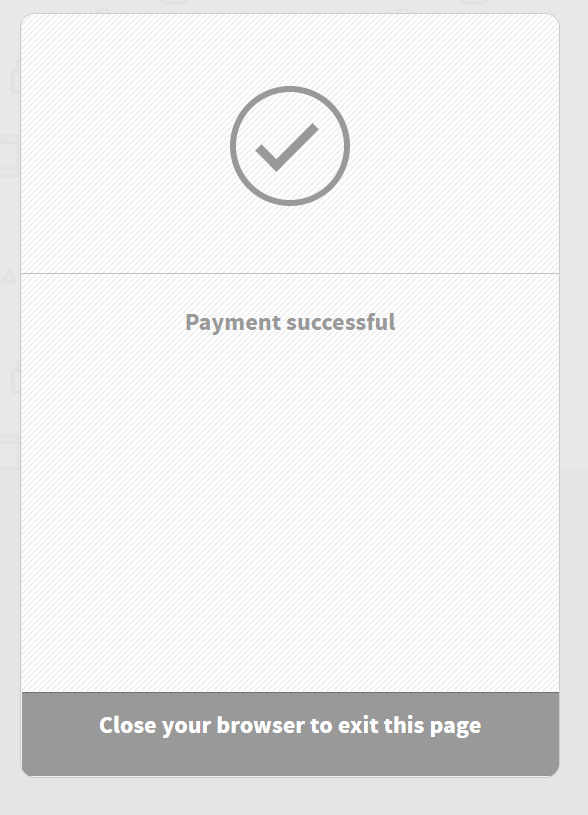 Payment successful
Close your browser to exit this page